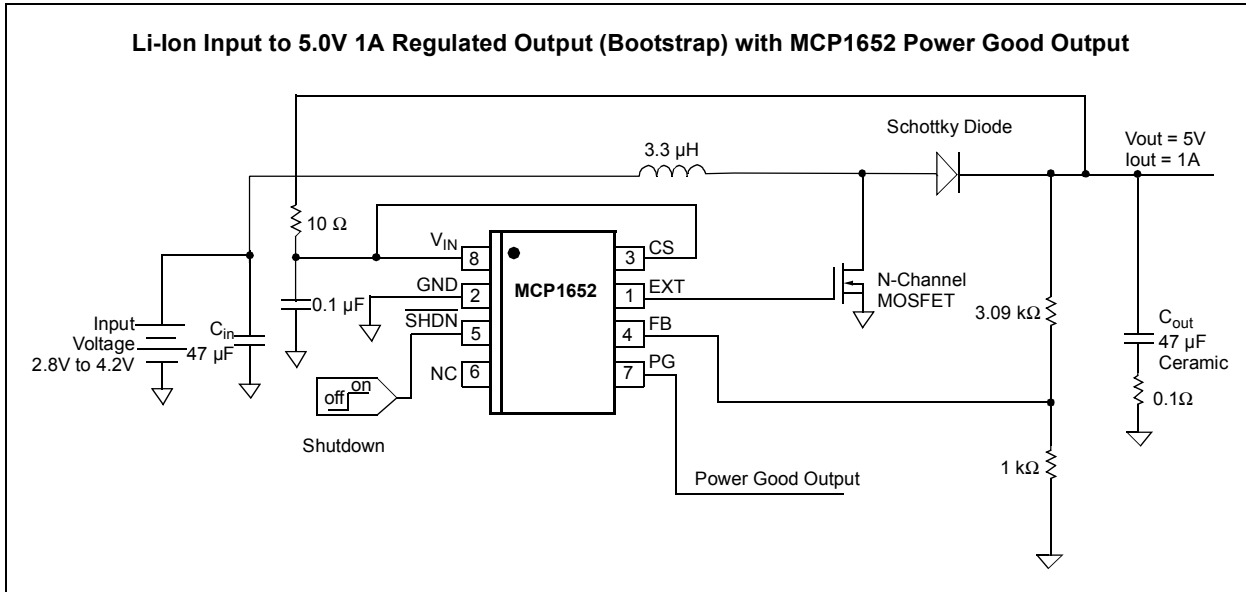 Li-Ion Input to 5.0V 1A Regulated Output (Bootstrap) with MCP1652 Power Good Output
Schottky Diode
Vout = 5V
Iout = 1A
3.3 µH
10 Ω
VIN
8
CS
3
GND
2
MCP1652
EXT
1
N-Channel
MOSFET
0.1 µF
SHDN
5
FB
4
3.09 kΩ
Input
Voltage
2.8V to 4.2V
Cin
47 µF
NC
6
PG
7
Cout
47 µF
Ceramic
0.1Ω
off on
Shutdown
1 kΩ
Power Good Output